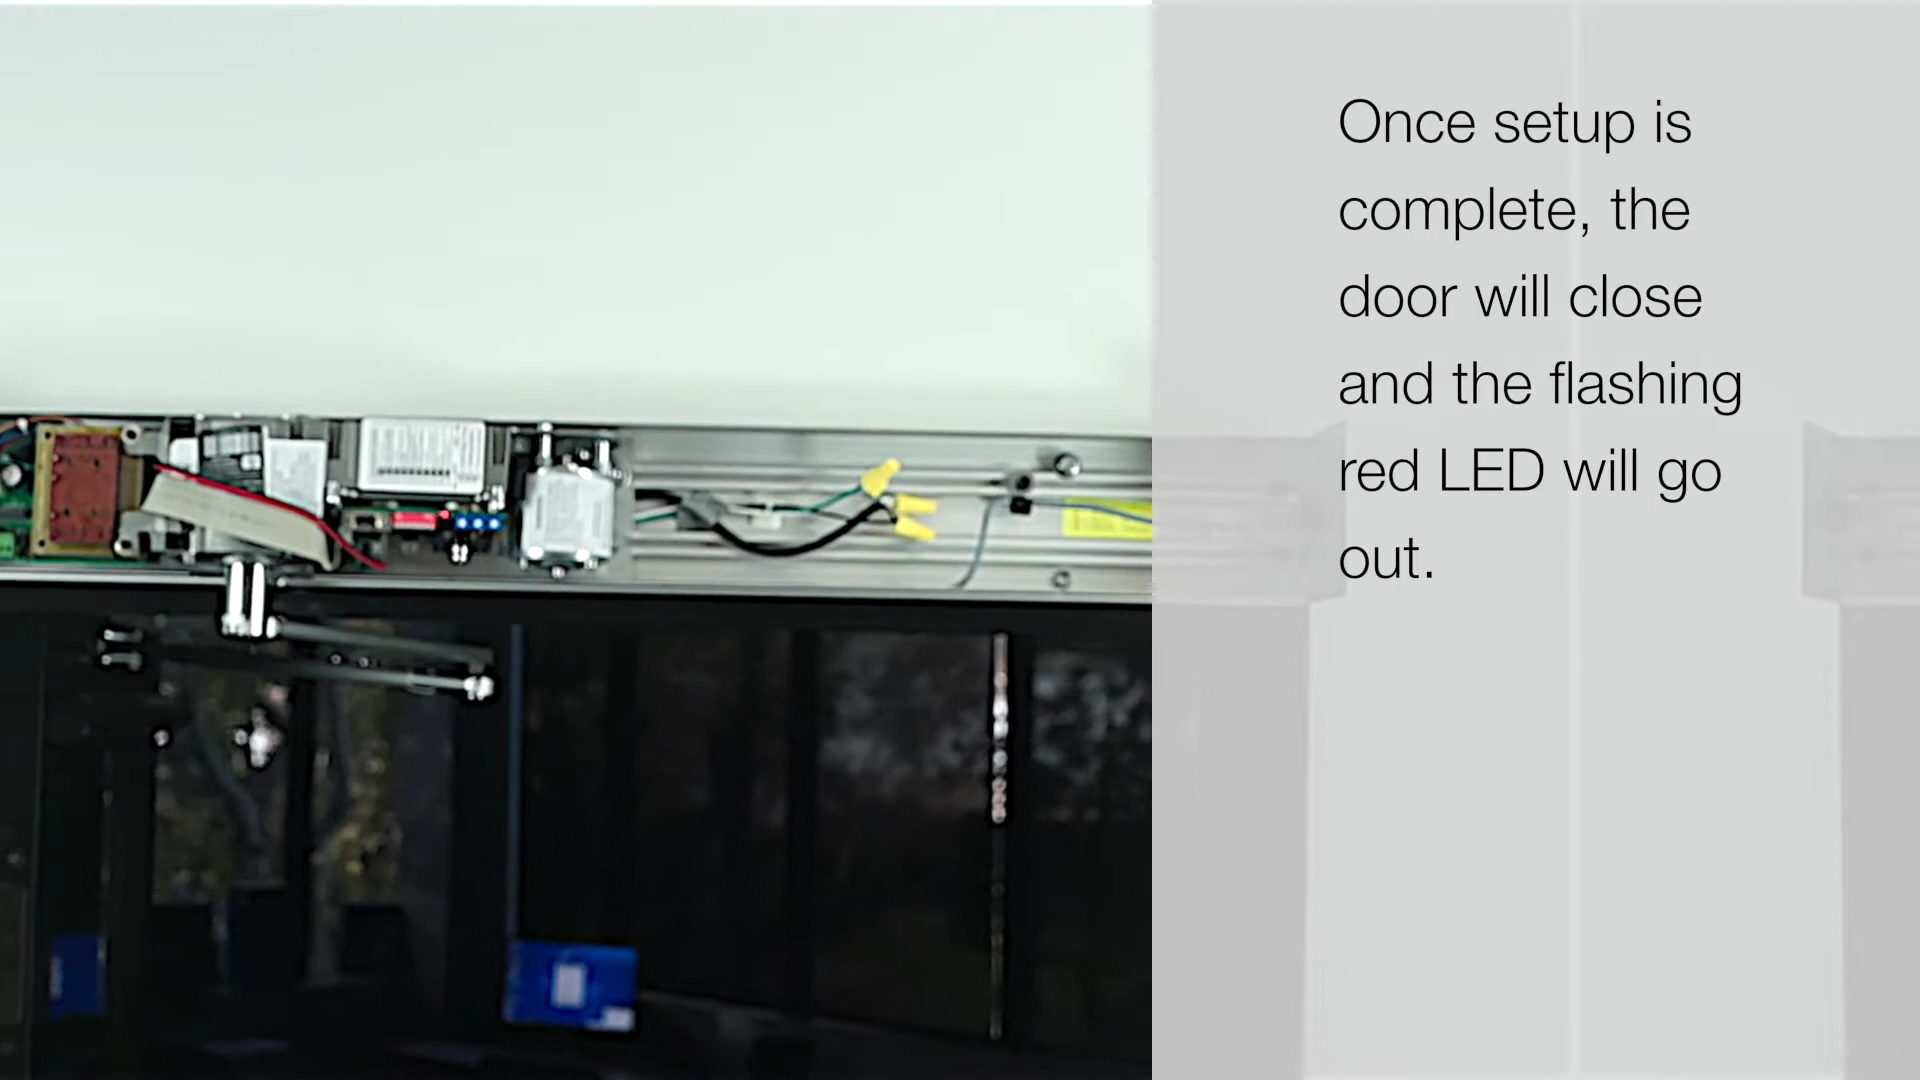 Once setup is
complete, the
door will close
and the flashing
red LED will go
out.